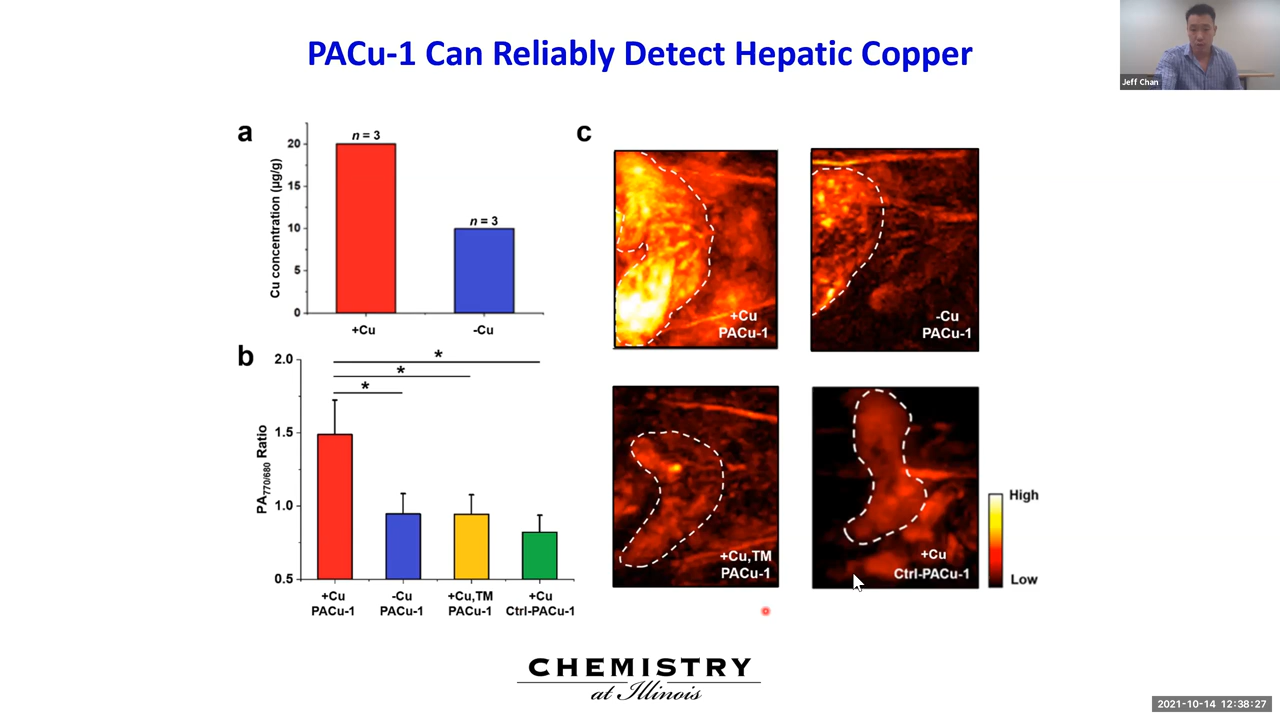 PACu-1 Can Reliably Detect Hepatic Copper
Jeff Chan
a
Cu concentration (µg/g)
20
15
10
5
0
n = 3
n = 3
+Cu
-Cu
b
PA770/680 Ratio
2.0
1.5
1.0
0.5
*
*
*
+Cu
PACu-1
-Cu
PACu-1
+Cu,TM
PACu-1
+Cu
Ctrl-PACu-1
c
+Cu
PACu-1
-Cu
PACu-1
+Cu,TM
PACu-1
+Cu
Ctrl-PACu-1
High
Low
CHEMISTRY
at Illinois
2021-10-14 12:38:27